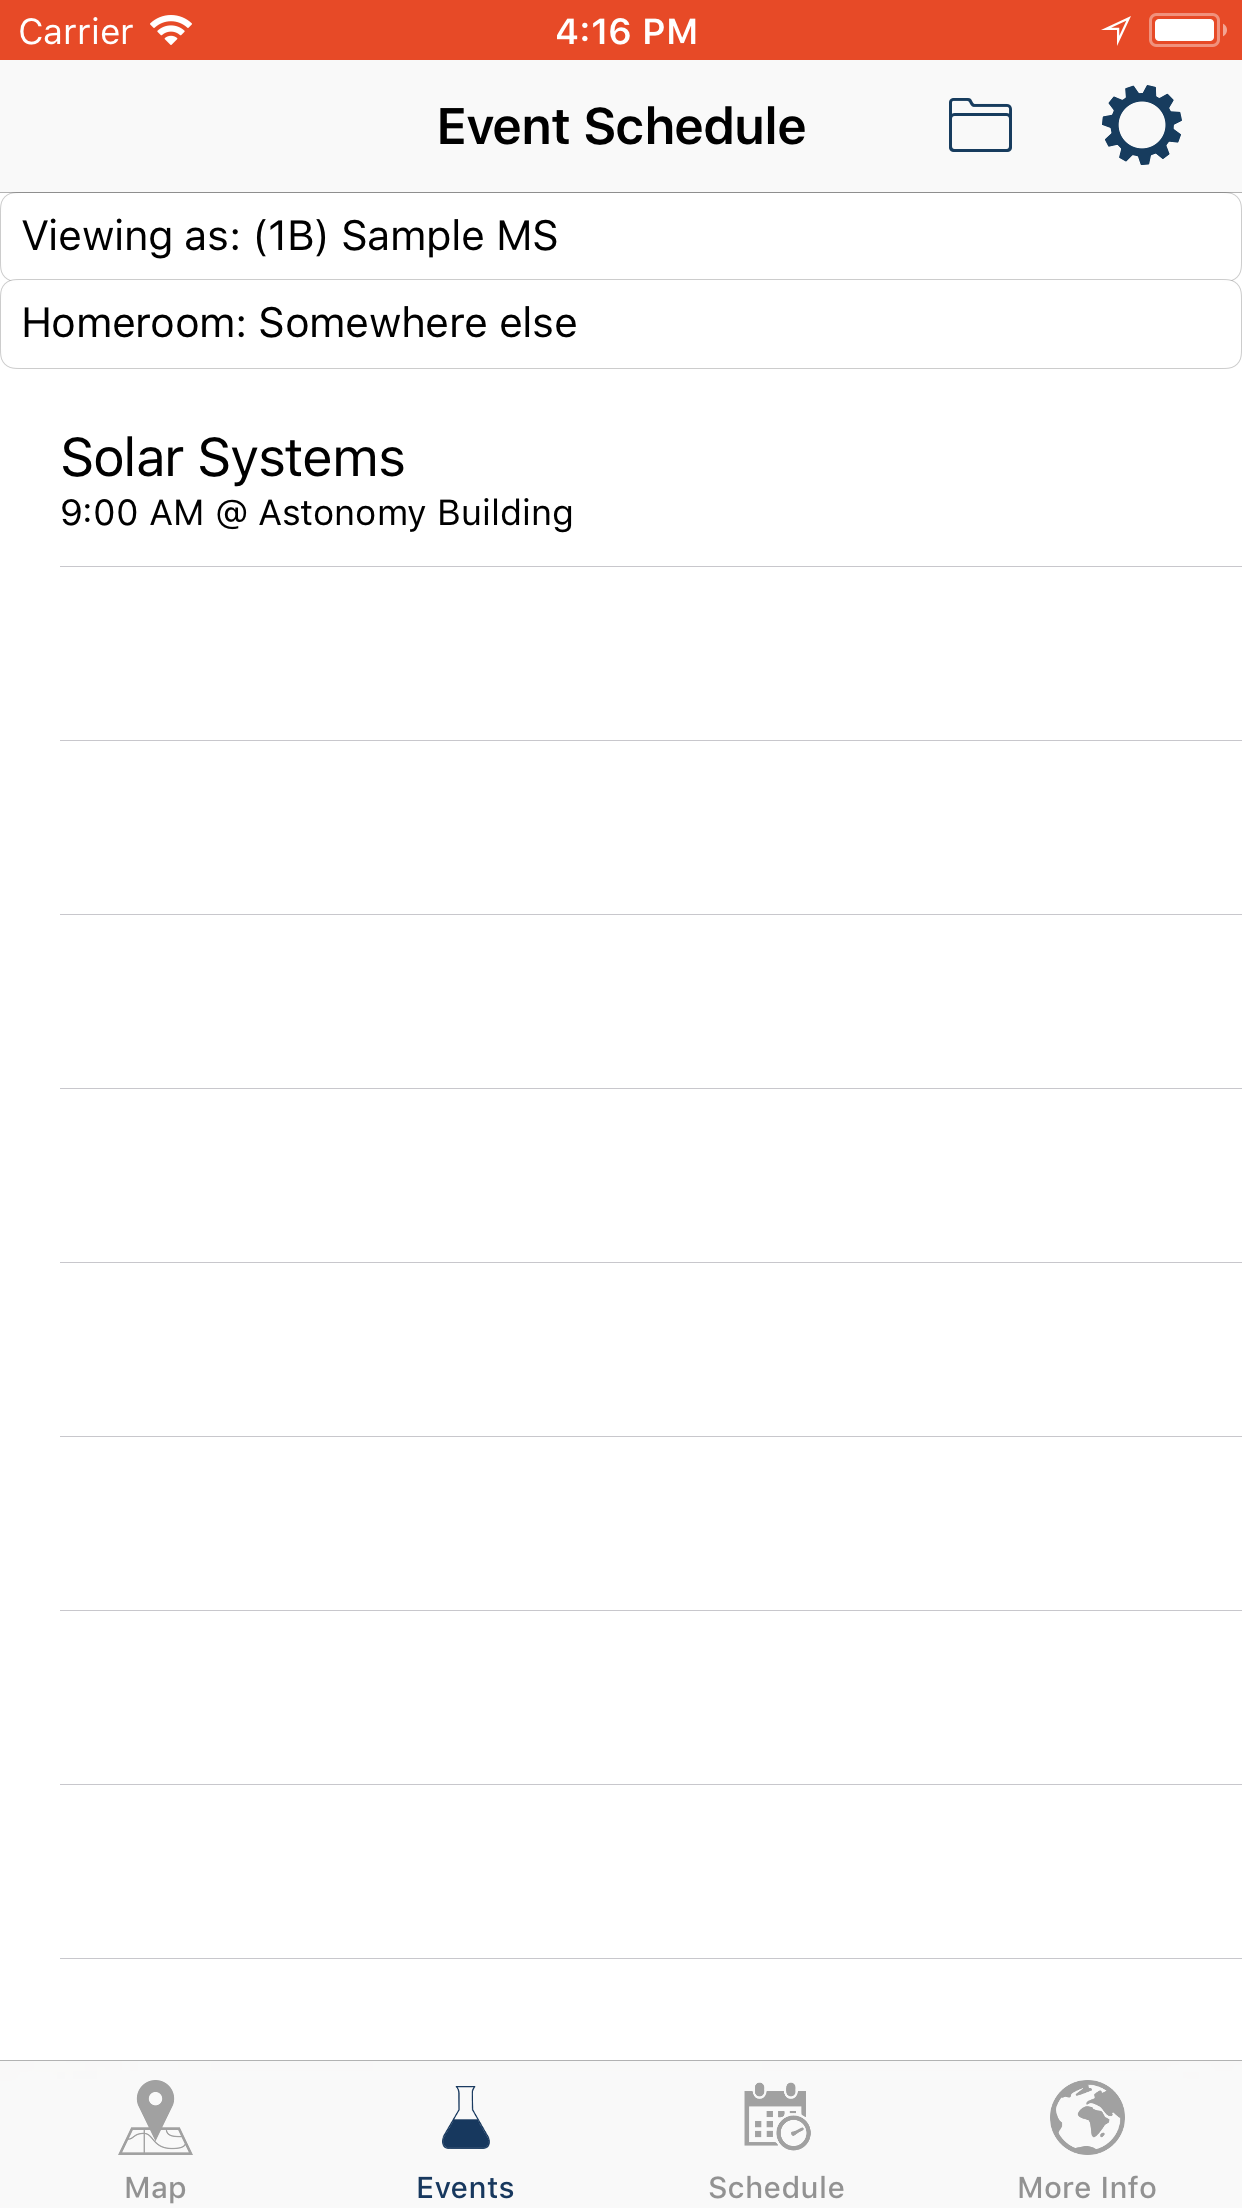 Carrier 4:16 PM
Event Schedule
Viewing as: (1B) Sample MS
Homeroom: Somewhere else
Solar Systems
9:00 AM @ Astonomy Building
Map Events Schedule More Info